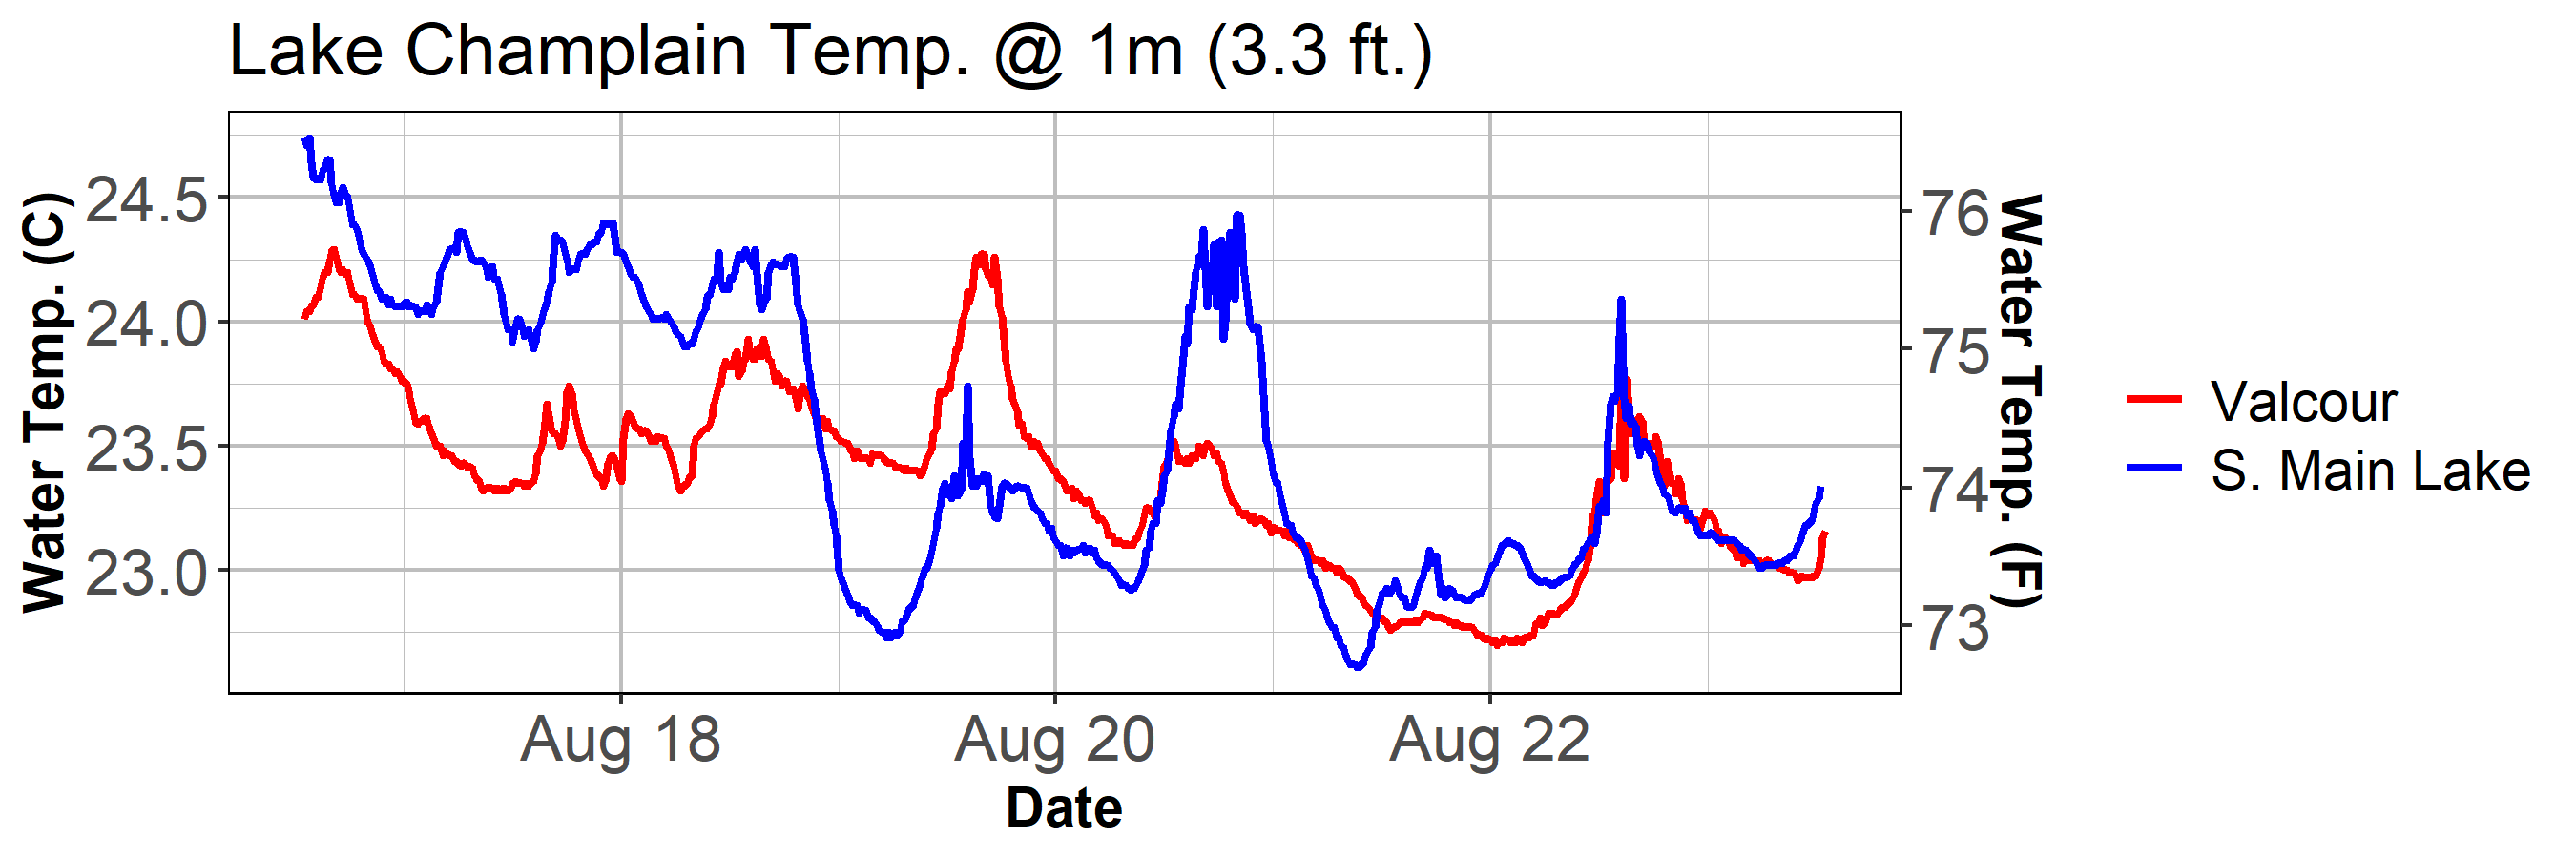 Lake Champlain Temp. @ 1m (3.3 ft.)
Water Temp. (C)
24.5
24.0
23.5
23.0
76
75
74
73
Water Temp. (F)
Aug 18
Aug 20
Aug 22
Date
Valcour
S. Main Lake